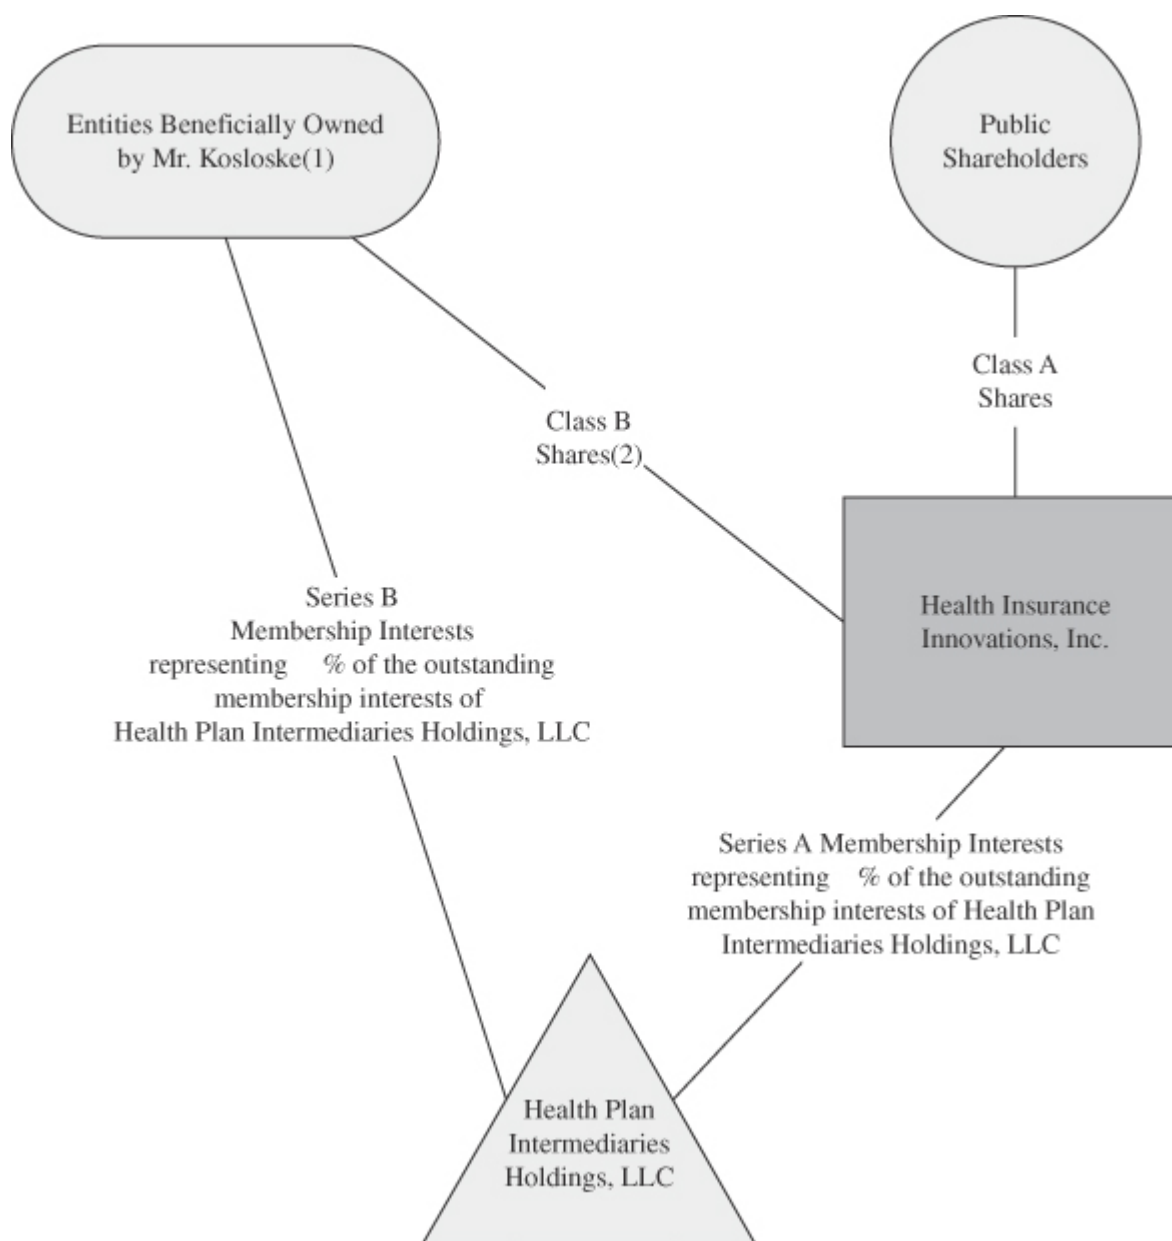 Entities Beneficially Owned
by Mr. Kosloske(1)
Public
Shareholders
Class A
Shares
Class B
Shares(2)
Health Insurance
Innovations, Inc.
Series B
Membership Interests
representing    % of the outstanding
membership interests of
Health Plan Intermediaries Holdings, LLC
Series A Membership Interests
representing    % of the outstanding
membership interests of Health Plan
Intermediaries Holdings, LLC
Health Plan
Intermediaries
Holdings, LLC